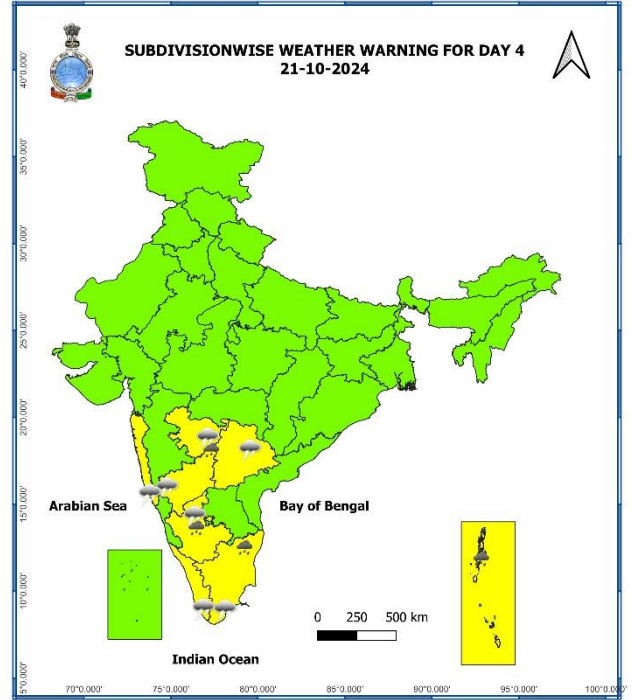 SUBDIVISIONWISE WEATHER WARNING FOR DAY 4
21-10-2024
40°0.000'
35°0.000'
30°0.000'
25°0.000'
20°0.000'
15°0.000'
10°0.000'
5°0.000'
Arabian Sea
Bay of Bengal
0 250 500 km
Indian Ocean
70°0.000' 75°0.000' 80°0.000' 85°0.000' 90°0.000' 95°0.000' 100°0.000'